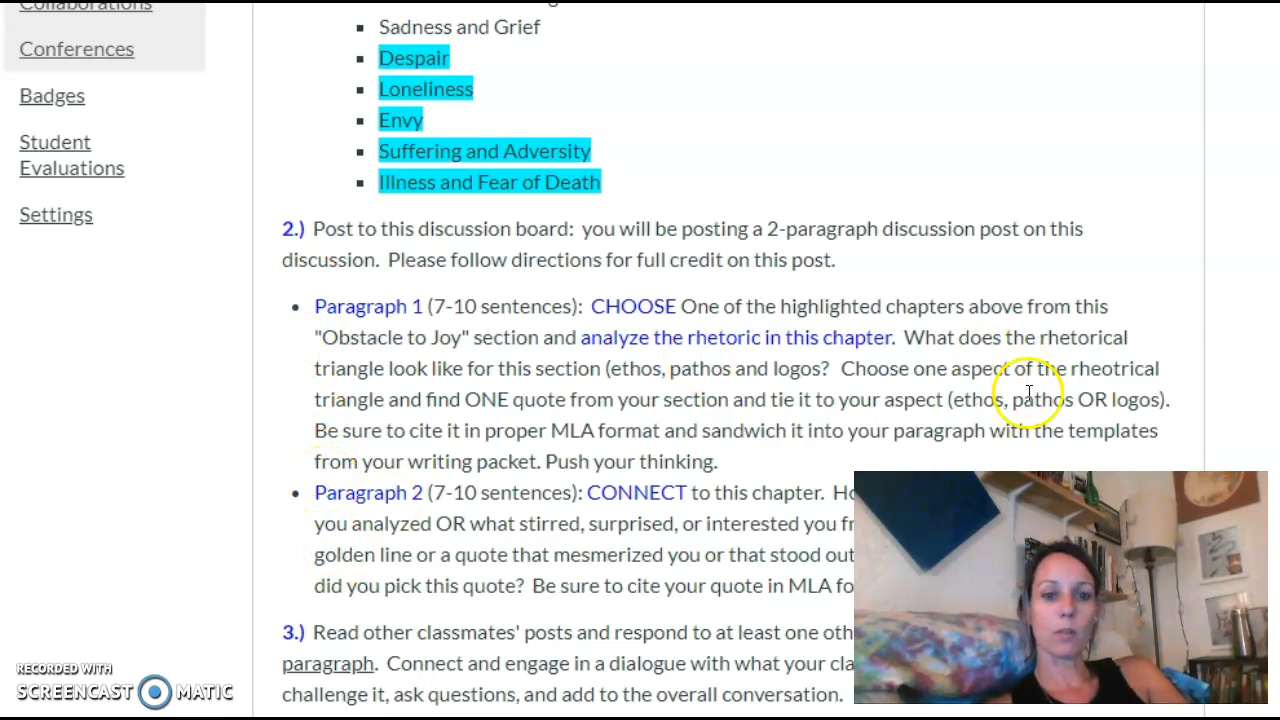 Collaborations
Conferences
Badges
Student
Evaluations
Settings
Sadness and Grief
Despair
Loneliness
Envy
Suffering and Adversity
Illness and Fear of Death
2.) Post to this discussion board: you will be posting a 2-paragraph discussion post on this
discussion. Please follow directions for full credit on this post.
Paragraph 1 (7-10 sentences): CHOOSE One of the highlighted chapters above from this
"Obstacle to Joy" section and analyze the rhetoric in this chapter. What does the rhetorical
triangle look like for this section (ethos, pathos and logos? Choose one aspect of the rheotrical
triangle and find ONE quote from your section and tie it to your aspect (ethos, pathos OR logos).
Be sure to cite it in proper MLA format and sandwich it into your paragraph with the templates
from your writing packet. Push your thinking.
Paragraph 2 (7-10 sentences): CONNECT to this chapter.
you analyzed OR what stirred, surprised, or interested you
golden line or a quote that mesmerized you or that stood out
did you pick this quote? Be sure to cite your quote in MLA
3.) Read other classmates' posts and respond to at least one
paragraph. Connect and engage in a dialogue with what your
challenge it, ask questions, and add to the overall conversation.
RECORDED WITH
SCREENCAST MATIC